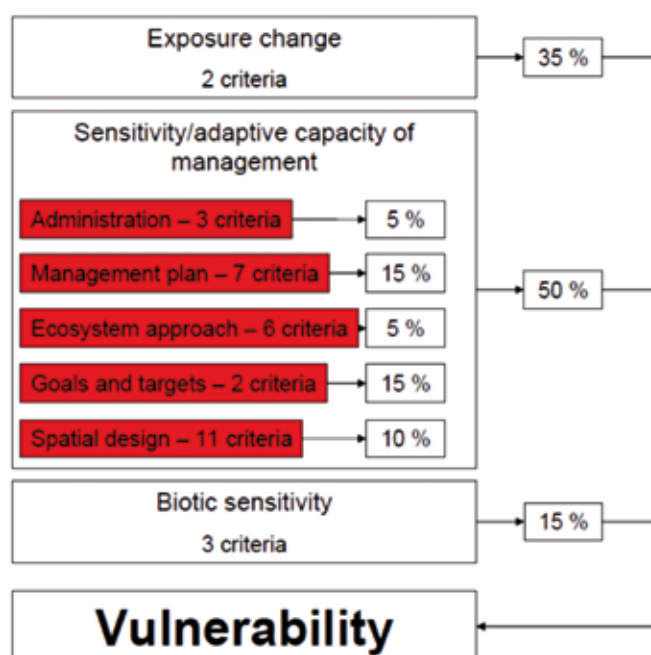 Exposure change
2 criteria
35 %
Sensitivity/adaptive capacity of
management
Administration – 3 criteria
5 %
Management plan – 7 criteria
15 %
Ecosystem approach – 6 criteria
5 %
Goals and targets – 2 criteria
15 %
Spatial design – 11 criteria
10 %
50 %
Biotic sensitivity
3 criteria
15 %
Vulnerability